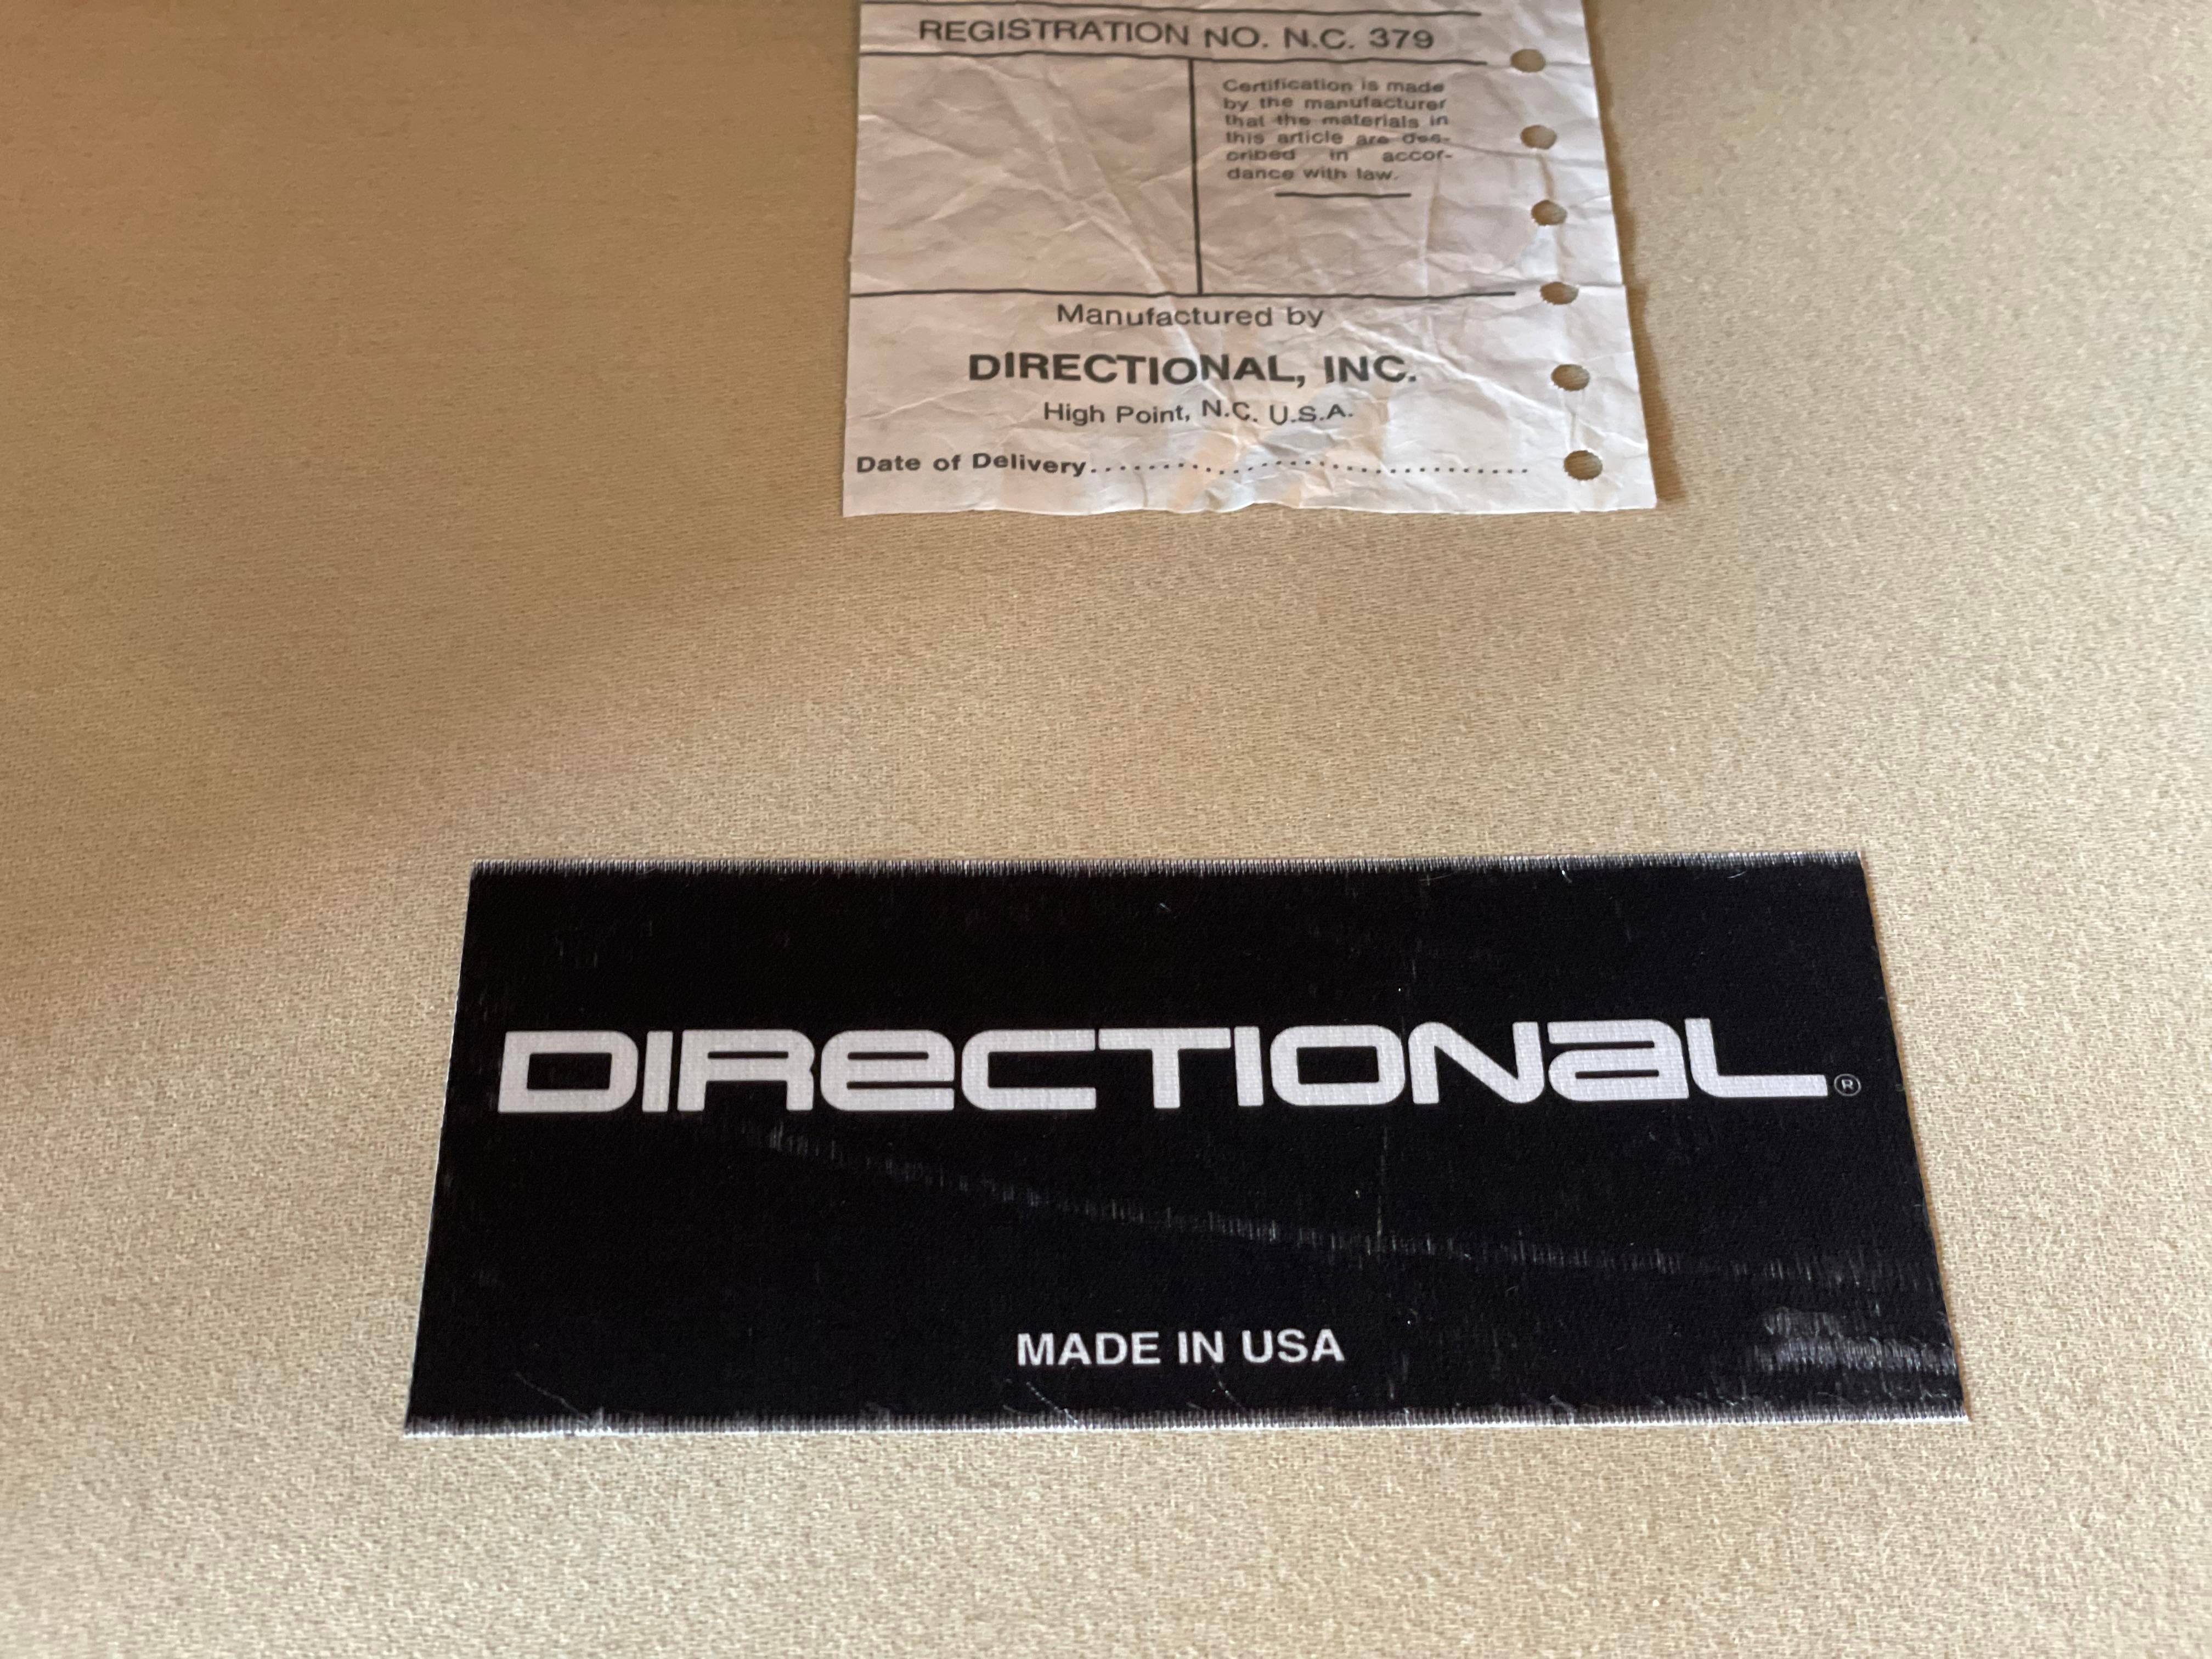 REGISTRATION NO. N.C. 379
Certification is made
by the manufacturer
that the materials in
this article are des-
cribed in accor-
dance with law.
Manufactured by
DIRECTIONAL, INC.
High Point, N.C. U.S.A.
Date of Delivery..............................
DIRECTIONAL®
MADE IN USA